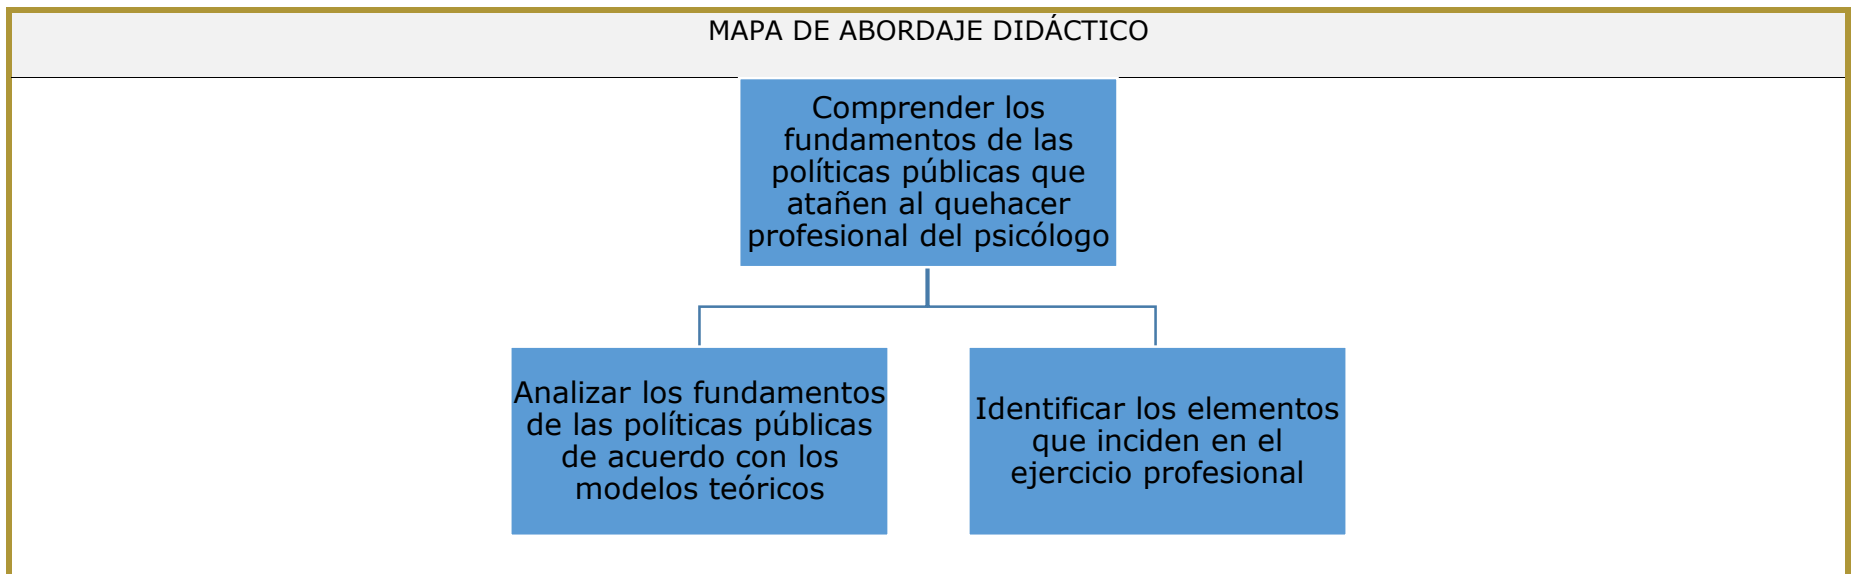 MAPA DE ABORDAJE DIDÁCTICO
Comprender los
fundamentos de las
políticas públicas que
atañen al quehacer
profesional del psicólogo
Analizar los fundamentos
de las políticas públicas
de acuerdo con los
modelos teóricos
Identificar los elementos
que inciden en el
ejercicio profesional